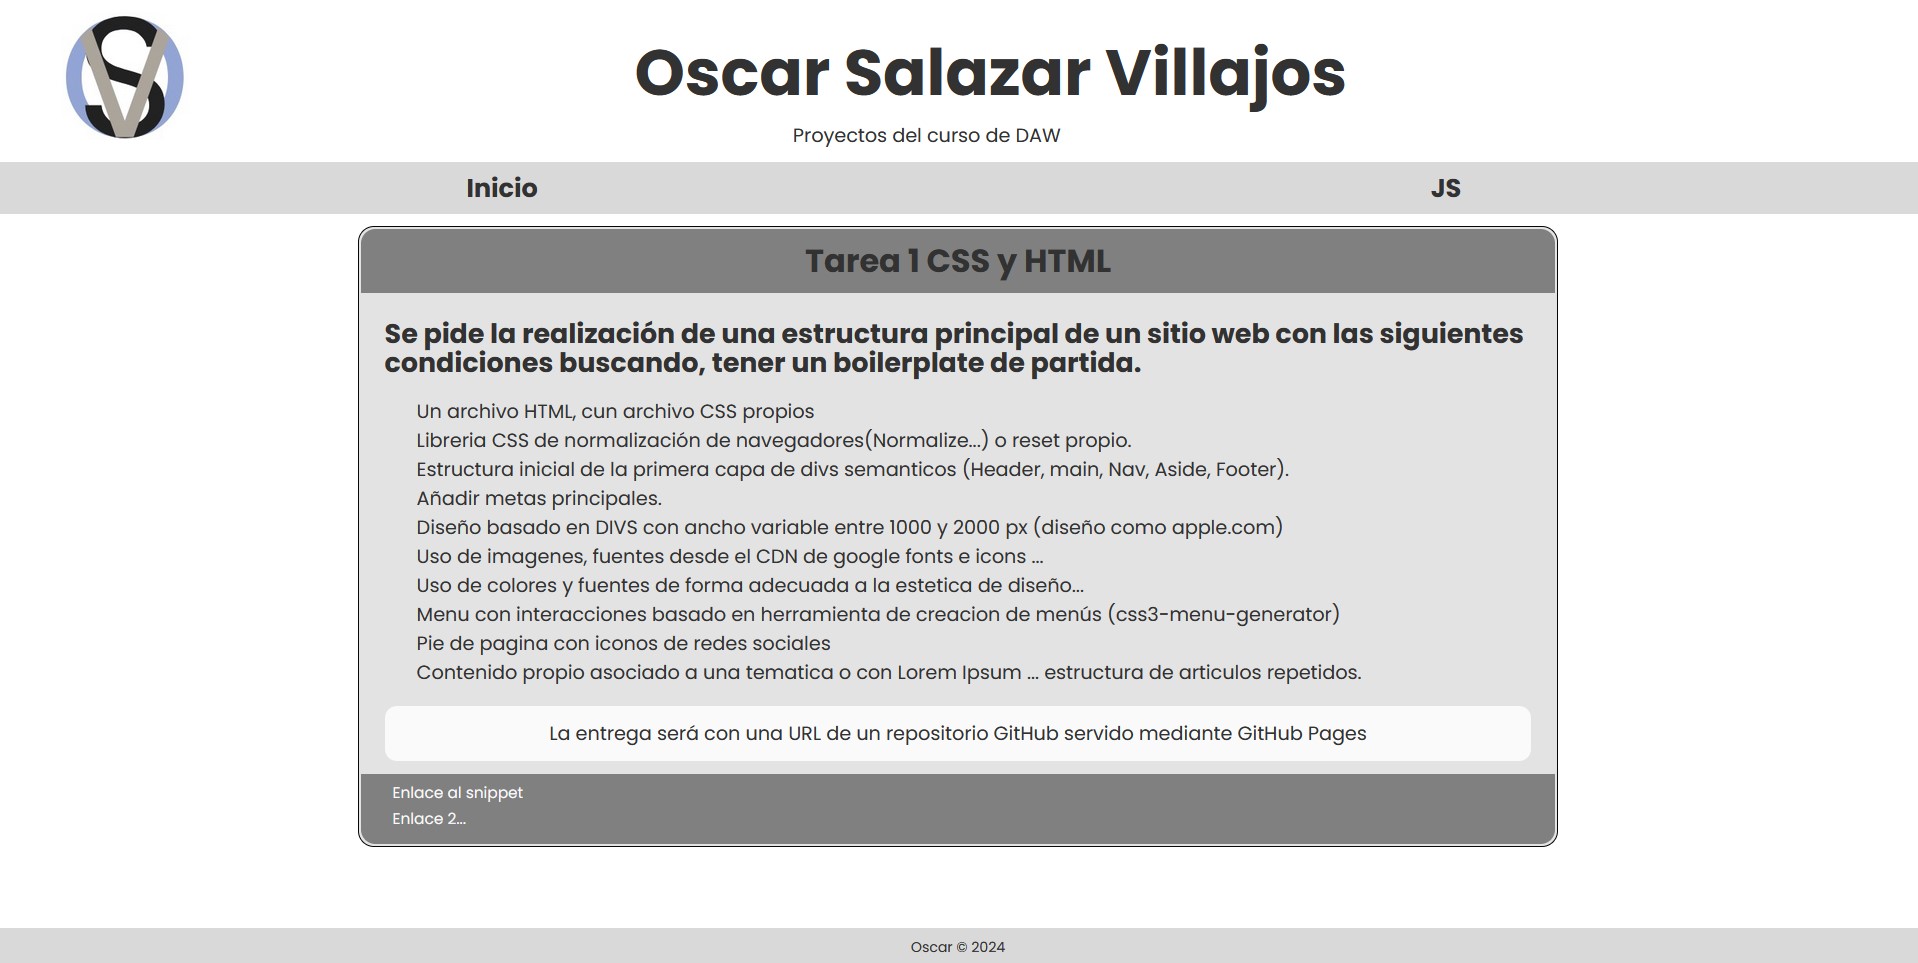 SV
Oscar Salazar Villajos
Proyectos del curso de DAW
Inicio
JS
Tarea 1 CSS y HTML
Se pide la realización de una estructura principal de un sitio web con las siguientes
condiciones buscando, tener un boilerplate de partida.
Un archivo HTML, cun archivo CSS propios
Libreria CSS de normalización de navegadores(Normalize...) o reset propio.
Estructura inicial de la primera capa de divs semanticos (Header, main, Nav, Aside, Footer).
Añadir metas principales.
Diseño basado en DIVS con ancho variable entre 1000 y 2000 px (diseño como apple.com)
Uso de imagenes, fuentes desde el CDN de google fonts e icons ...
Uso de colores y fuentes de forma adecuada a la estetica de diseño...
Menu con interacciones basado en herramienta de creacion de menús (css3-menu-generator)
Pie de pagina con iconos de redes sociales
Contenido propio asociado a una tematica o con Lorem Ipsum ... estructura de articulos repetidos.
La entrega será con una URL de un repositorio GitHub servido mediante GitHub Pages
Enlace al snippet
Enlace 2...
Oscar © 2024